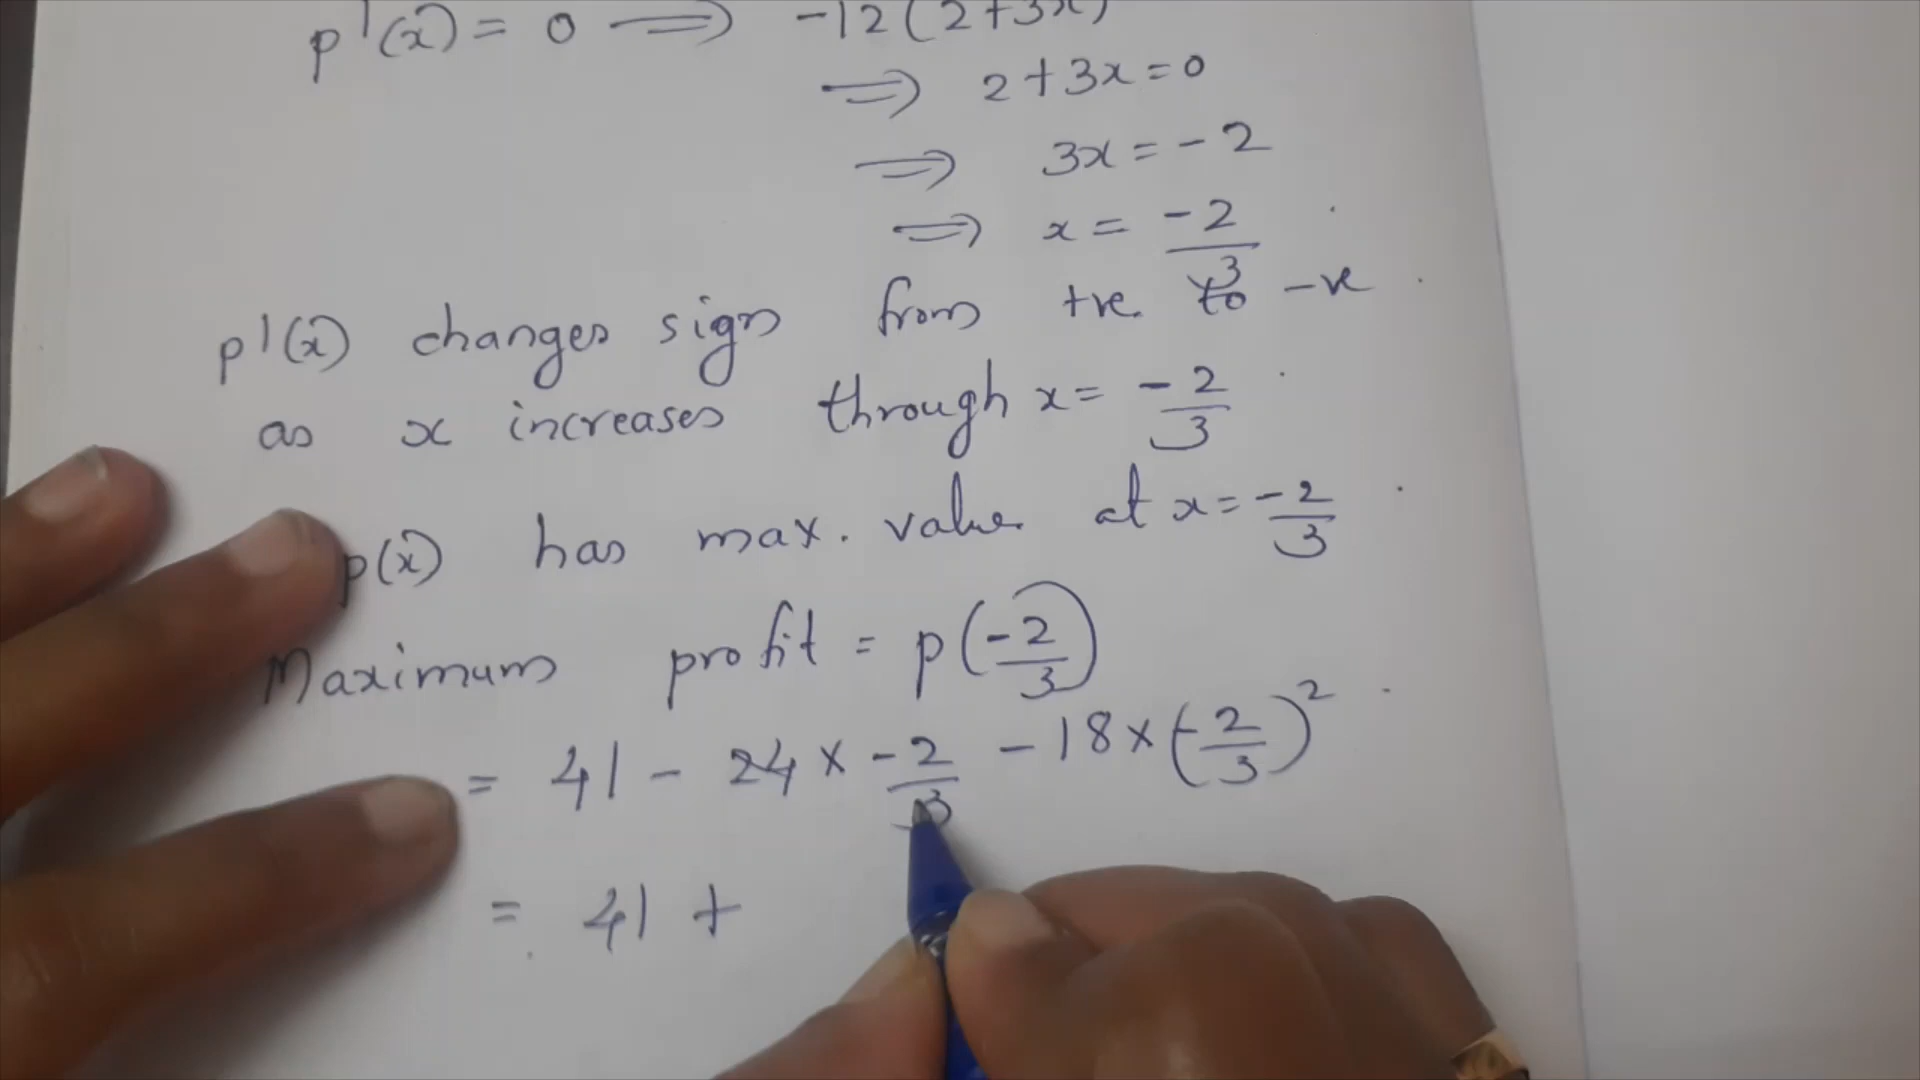 p'(x) = 0 ⟹ -12(2+3x)
⟹ 2+3x=0
⟹ 3x=-2
⟹ x = -2/3
p'(x) changes sign from +ve to -ve
as x increases through x= -2/3
p(x) has max. value at x= -2/3
Maximum profit = p(-2/3)
= 41 - 24 × -2/3 - 18×(-2/3)²
= 41 +